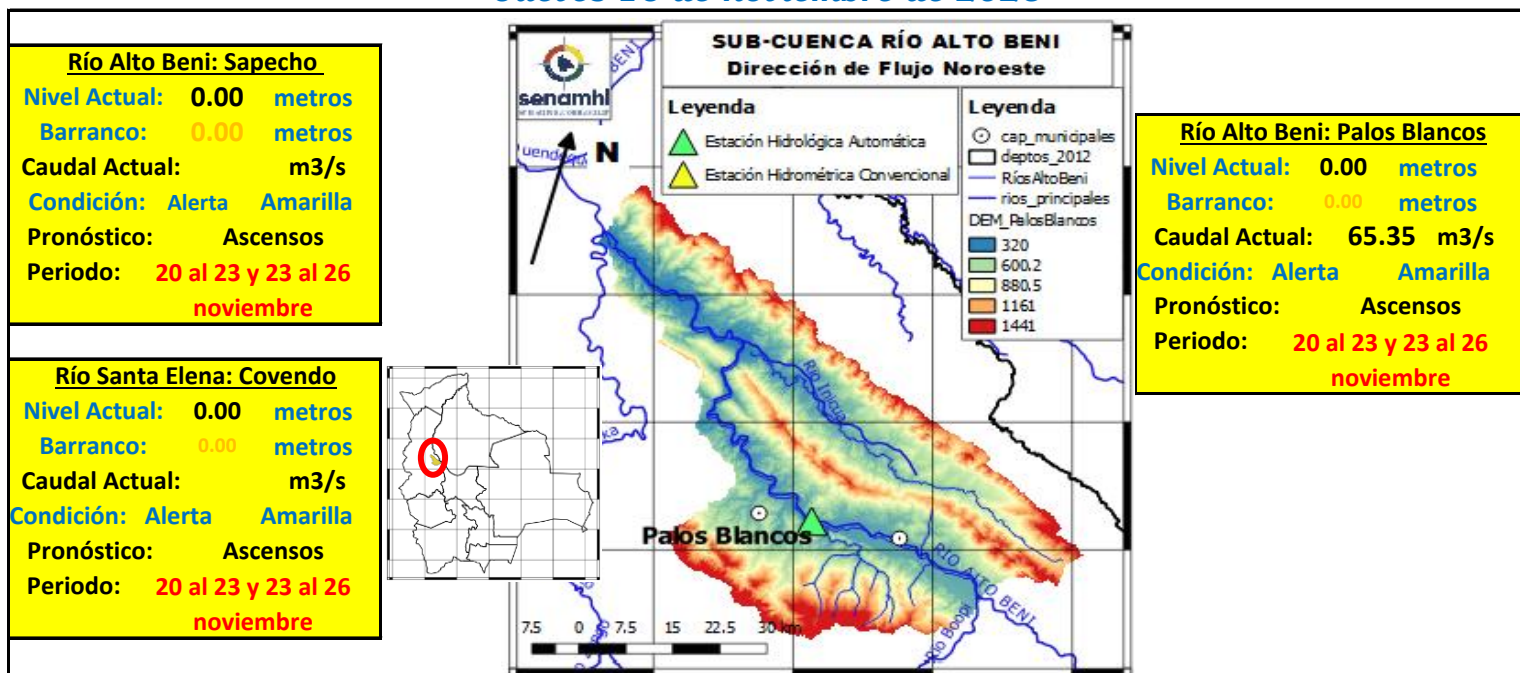 Río Alto Beni: Sapecho
Nivel Actual: 0.00 metros
Barranco: 0.00 metros
Caudal Actual: m3/s
Condición: Alerta Amarilla
Pronóstico: Ascensos
Periodo: 20 al 23 y 23 al 26
noviembre
Río Santa Elena: Covendo
Nivel Actual: 0.00 metros
Barranco: 0.00 metros
Caudal Actual: m3/s
Condición: Alerta Amarilla
Pronóstico: Ascensos
Periodo: 20 al 23 y 23 al 26
noviembre
senamhi
BENI
SUB-CUENCA RÍO ALTO BENI
Dirección de Flujo Noroeste
Leyenda
Estación Hidrológica Automática
Estación Hidrométrica Convencional
Leyenda
cap_municipales
deptos_2012
RíosAltoBeni
rios_principales
DEM_PalosBlancos
320
600.2
880.5
1161
1441
N
Río Inicua
Palos Blancos
RÍO ALTO BENI
Río Boopi
7.5 0 7.5 15 22.5 30 km
Río Alto Beni: Palos Blancos
Nivel Actual: 0.00 metros
Barranco: 0.00 metros
Caudal Actual: 65.35 m3/s
Condición: Alerta Amarilla
Pronóstico: Ascensos
Periodo: 20 al 23 y 23 al 26
noviembre